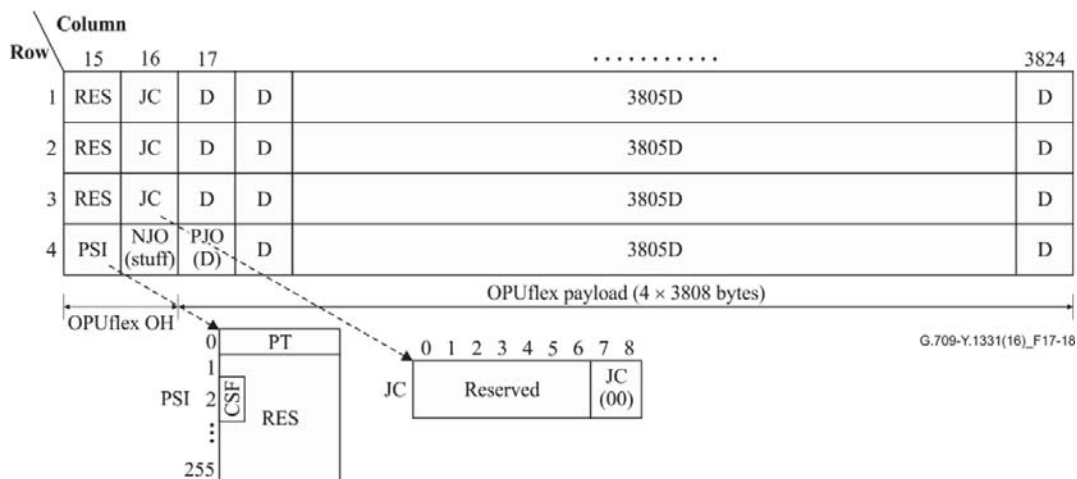 Column
Row 15 16 17 ........... 3824
1 RES JC D D 3805D D
2 RES JC D D 3805D D
3 RES JC D D 3805D D
4 PSI NJO (stuff) PJO (D) D 3805D D
OPUflex payload (4 × 3808 bytes)
OPUflex OH
G.709-Y.1331(16)_F17-18
0 PT
0 1 2 3 4 5 6 7 8
1
JC Reserved JC (00)
PSI 2 CSF RES
...
255